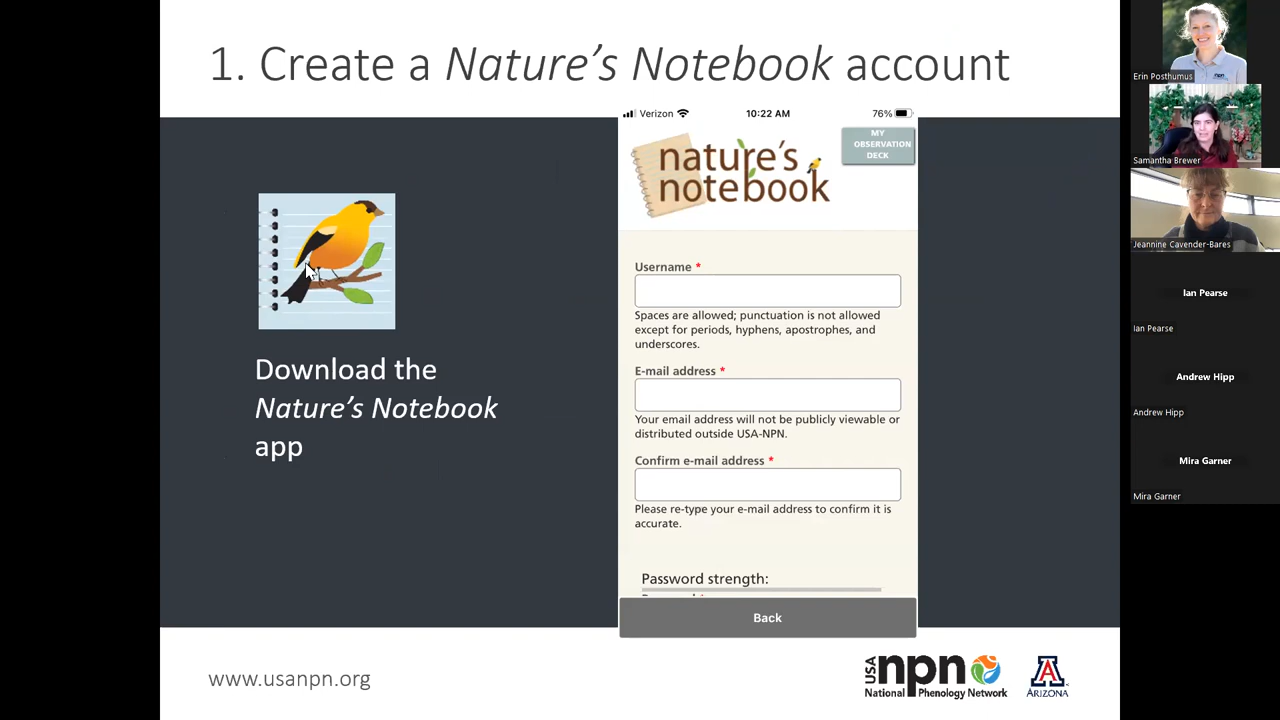 1. Create a Nature's Notebook account
Download the
Nature's Notebook
app
Verizon
10:22 AM
76%
nature's
notebook
MY
OBSERVATION
DECK
Username *
Spaces are allowed; punctuation is not allowed
except for periods, hyphens, apostrophes, and
underscores.
E-mail address *
Your email address will not be publicly viewable or
distributed outside USA-NPN.
Confirm e-mail address *
Please re-type your e-mail address to confirm it is
accurate.
Password strength:
Back
www.usanpn.org
USA
npn
National Phenology Network
A
ARIZONA
npn
Erin Posthumus
Samantha Brewer
Jeannine Cavender-Bares
Ian Pearse
Ian Pearse
Andrew Hipp
Andrew Hipp
Mira Garner
Mira Garner